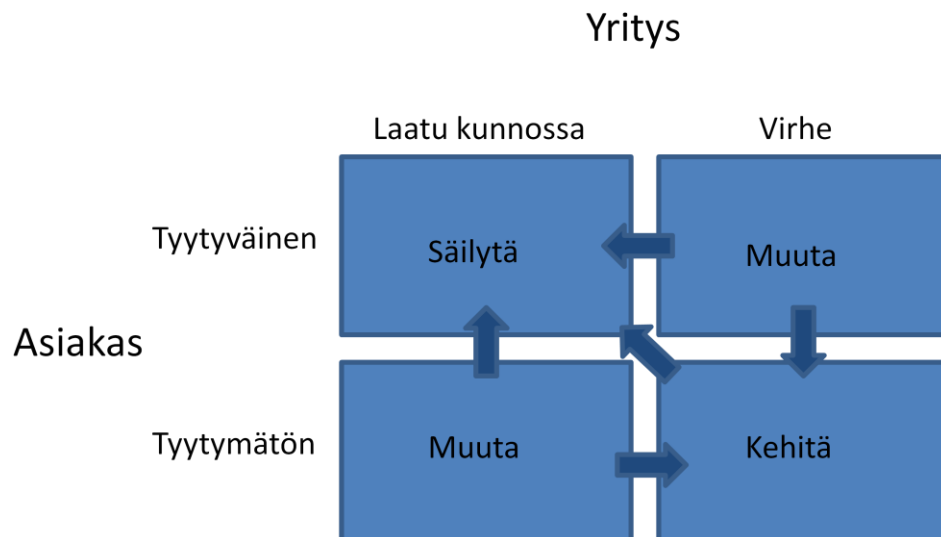 Yritys
Laatu kunnossa Virhe
Tyytyväinen Säilytä Muuta
Asiakas
Tyytymätön Muuta Kehitä